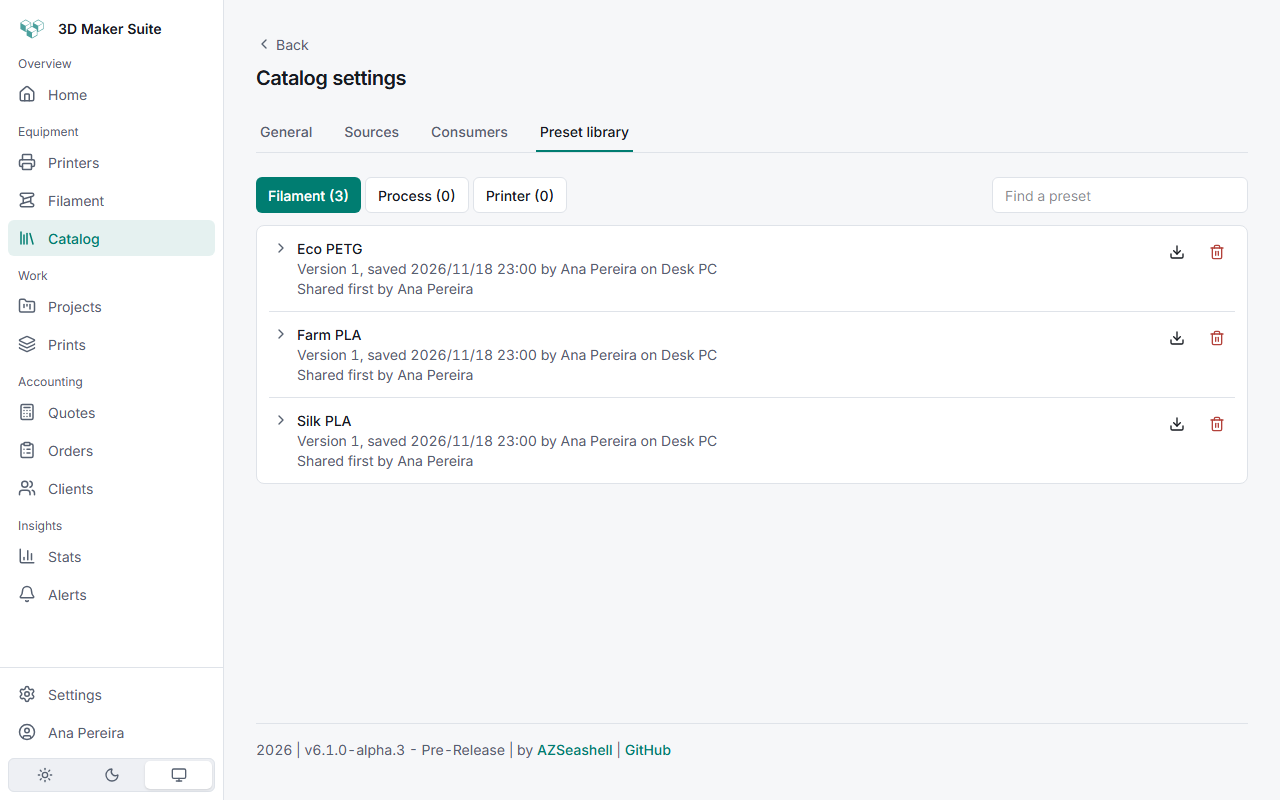 3D Maker Suite
Overview
Home
Equipment
Printers
Filament
Catalog
Work
Projects
Prints
Accounting
Quotes
Orders
Clients
Insights
Stats
Alerts
Settings
Ana Pereira
Back
Catalog settings
General
Sources
Consumers
Preset library
Filament (3)
Process (0)
Printer (0)
Find a preset
Eco PETG
Version 1, saved 2026/11/18 23:00 by Ana Pereira on Desk PC
Shared first by Ana Pereira
Farm PLA
Version 1, saved 2026/11/18 23:00 by Ana Pereira on Desk PC
Shared first by Ana Pereira
Silk PLA
Version 1, saved 2026/11/18 23:00 by Ana Pereira on Desk PC
Shared first by Ana Pereira
2026 | v6.1.0-alpha.3 - Pre-Release | by AZSeashell | GitHub